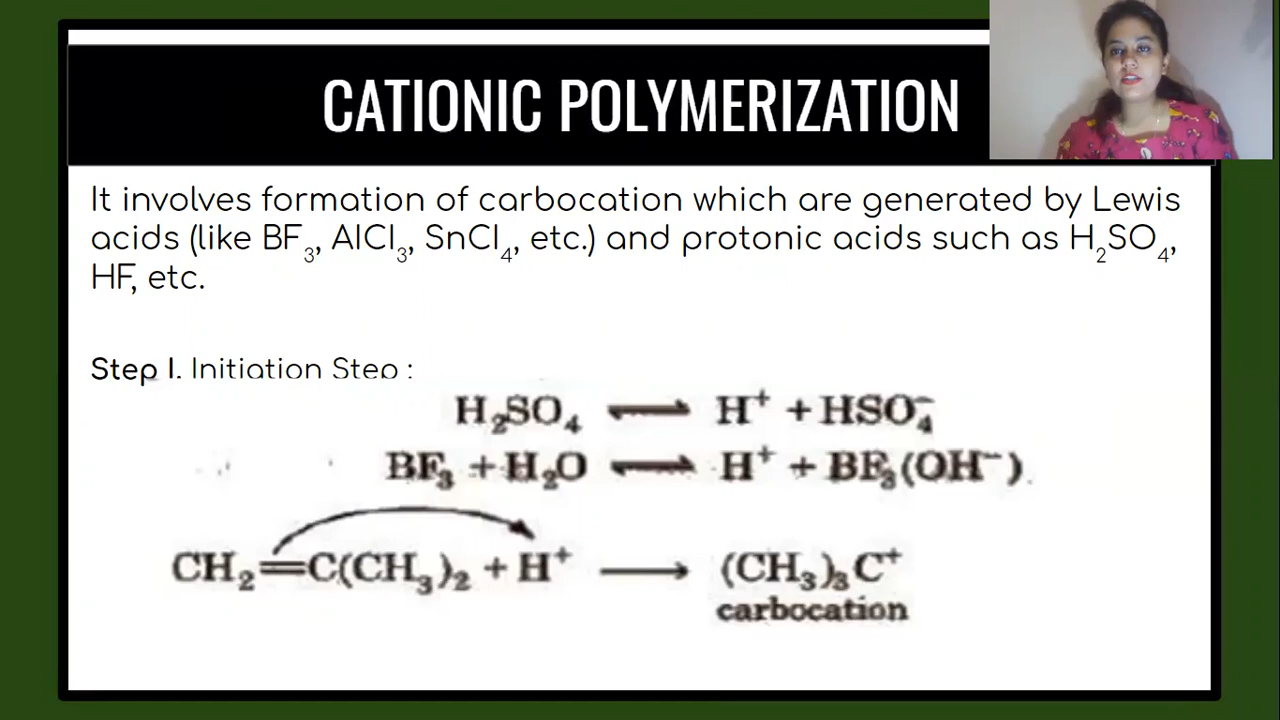 CATIONIC POLYMERIZATION
It involves formation of carbocation which are generated by Lewis
acids (like BF₃, AlCl₃, SnCl₄, etc.) and protonic acids such as H₂SO₄,
HF, etc.
Step I. Initiation Step :
H₂SO₄ ⇌ H⁺ + HSO₄⁻
BF₃ + H₂O ⇌ H⁺ + BF₃(OH⁻)
CH₂=C(CH₃)₂ + H⁺ ⟶ (CH₃)₃C⁺
carbocation